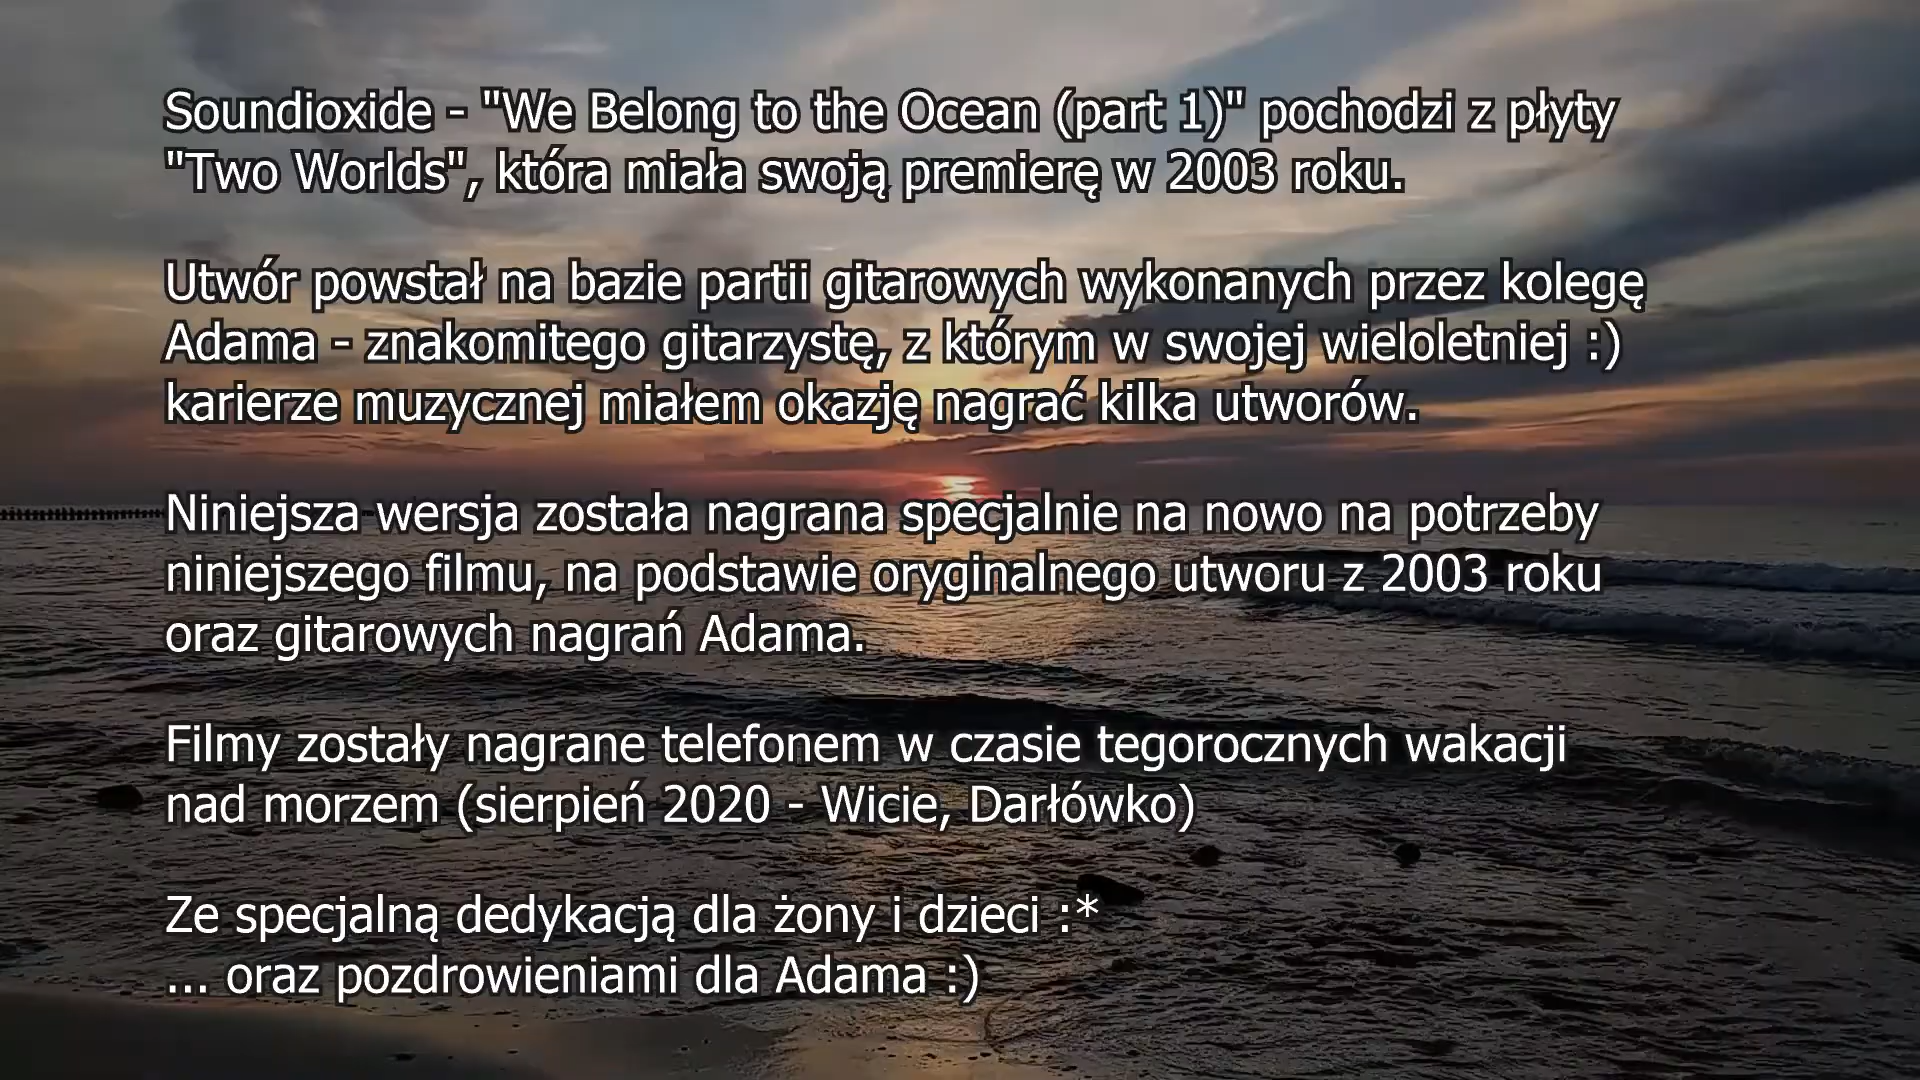 Soundioxide - "We Belong to the Ocean (part 1)" pochodzi z płyty
"Two Worlds", która miała swoją premierę w 2003 roku.
Utwór powstał na bazie partii gitarowych wykonanych przez kolegę
Adama - znakomitego gitarzystę, z którym w swojej wieloletniej :)
karierze muzycznej miałem okazję nagrać kilka utworów.
Niniejsza wersja została nagrana specjalnie na nowo na potrzeby
niniejszego filmu, na podstawie oryginalnego utworu z 2003 roku
oraz gitarowych nagrań Adama.
Filmy zostały nagrane telefonem w czasie tegorocznych wakacji
nad morzem (sierpień 2020 - Wicie, Darłówko)
Ze specjalną dedykacją dla żony i dzieci :*
... oraz pozdrowieniami dla Adama :)